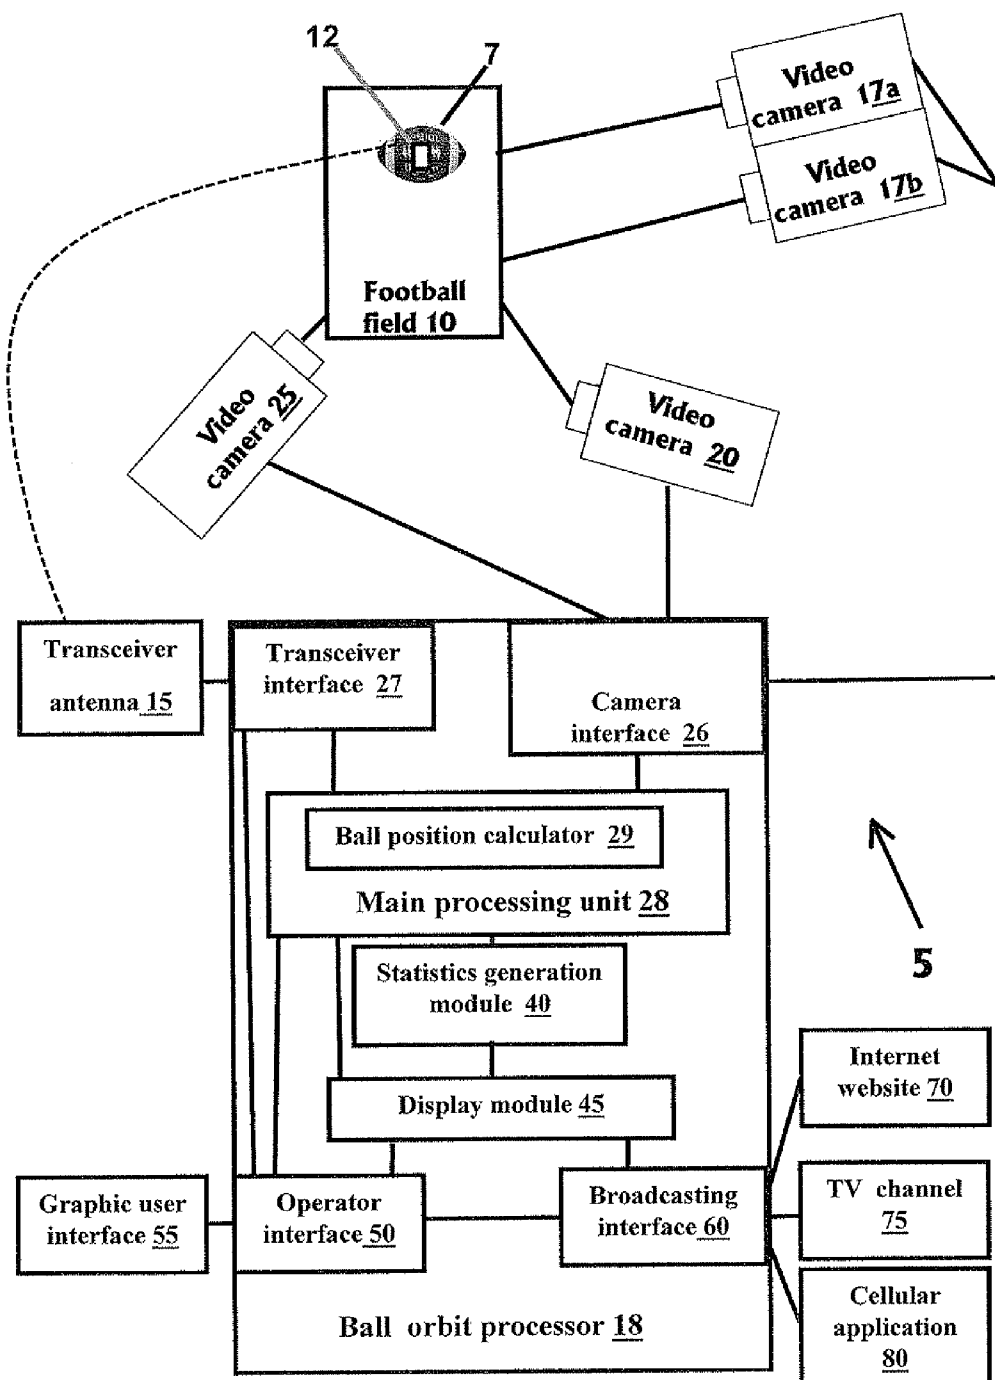 12
7
Video
camera 17a
Video
camera 17b
Football
field 10
Video
camera 25
Video
camera 20
Transceiver
antenna 15
Transceiver
interface 27
Camera
interface 26
Ball position calculator 29
Main processing unit 28
5
Statistics generation
module 40
Internet
website 70
Display module 45
Graphic user
interface 55
Operator
interface 50
Broadcasting
interface 60
TV channel
75
Ball orbit processor 18
Cellular
application
80